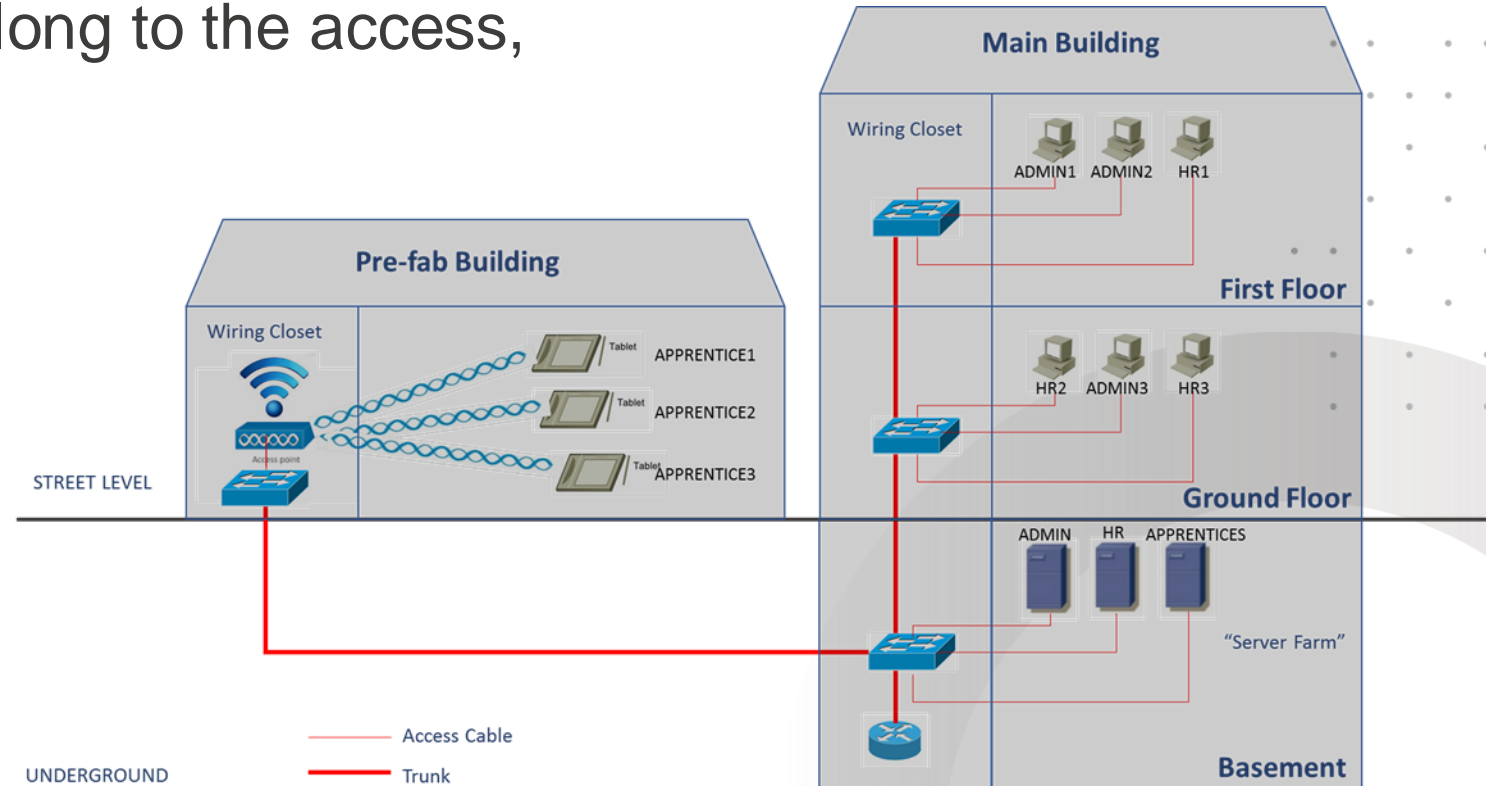 long to the access,
Main Building
Wiring Closet
ADMIN1 ADMIN2 HR1
First Floor
Pre-fab Building
Wiring Closet
Tablet APPRENTICE1
Tablet APPRENTICE2
Tablet APPRENTICE3
Access point
HR2 ADMIN3 HR3
STREET LEVEL
Ground Floor
ADMIN HR APPRENTICES
"Server Farm"
Access Cable
Trunk
UNDERGROUND
Basement